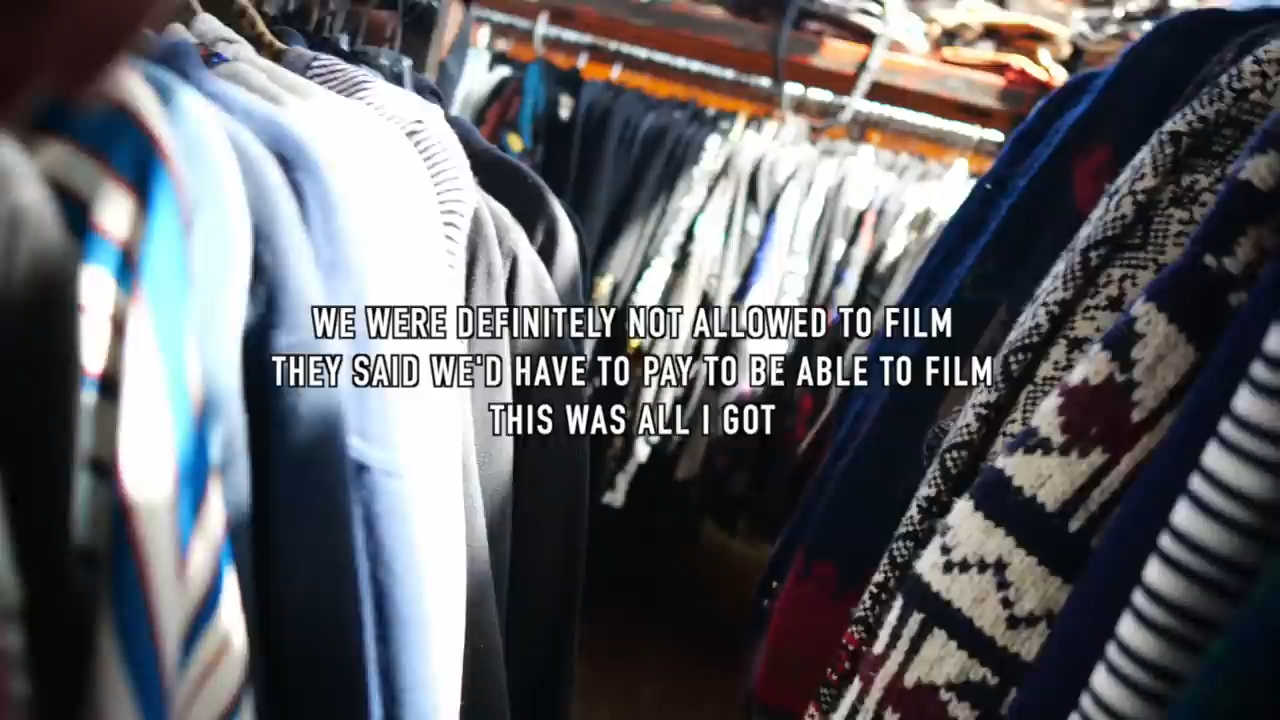 WE WERE DEFINITELY NOT ALLOWED TO FILM
THEY SAID WE'D HAVE TO PAY TO BE ABLE TO FILM
THIS WAS ALL I GOT